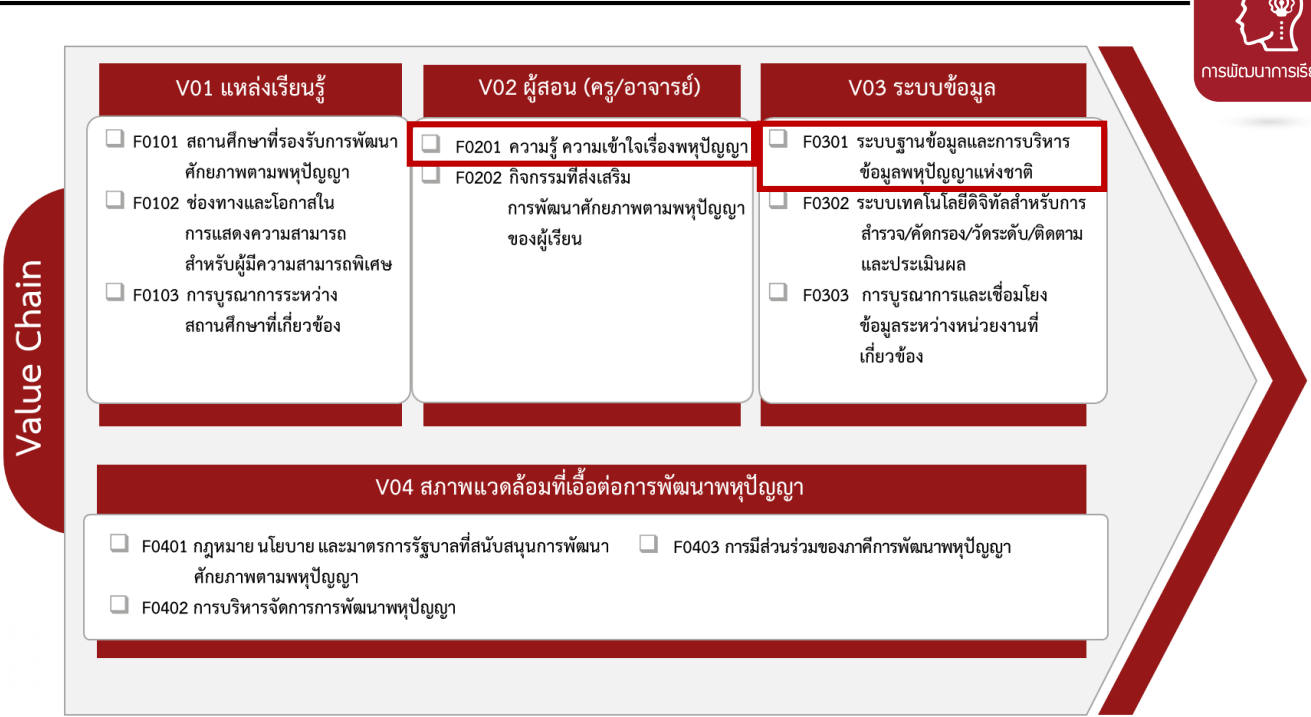 การพัฒนาการเรีย
V01 แหล่งเรียนรู้
F0101 สถานศึกษาที่รองรับการพัฒนา
ศักยภาพตามพหุปัญญา
F0102 ช่องทางและโอกาสใน
การแสดงความสามารถ
สำหรับผู้มีความสามารถพิเศษ
F0103 การบูรณาการระหว่าง
สถานศึกษาที่เกี่ยวข้อง
V02 ผู้สอน (ครู/อาจารย์)
F0201 ความรู้ ความเข้าใจเรื่องพหุปัญญา
F0202 กิจกรรมที่ส่งเสริม
การพัฒนาศักยภาพตามพหุปัญญา
ของผู้เรียน
V03 ระบบข้อมูล
F0301 ระบบฐานข้อมูลและการบริหาร
ข้อมูลพหุปัญญาแห่งชาติ
F0302 ระบบเทคโนโลยีดิจิทัลสำหรับการ
สำรวจ/คัดกรอง/วัดระดับ/ติดตาม
และประเมินผล
F0303 การบูรณาการและเชื่อมโยง
ข้อมูลระหว่างหน่วยงานที่
เกี่ยวข้อง
Value Chain
V04 สภาพแวดล้อมที่เอื้อต่อการพัฒนาพหุปัญญา
F0401 กฎหมาย นโยบาย และมาตรการรัฐบาลที่สนับสนุนการพัฒนา
ศักยภาพตามพหุปัญญา
F0402 การบริหารจัดการการพัฒนาพหุปัญญา
F0403 การมีส่วนร่วมของภาคีการพัฒนาพหุปัญญา